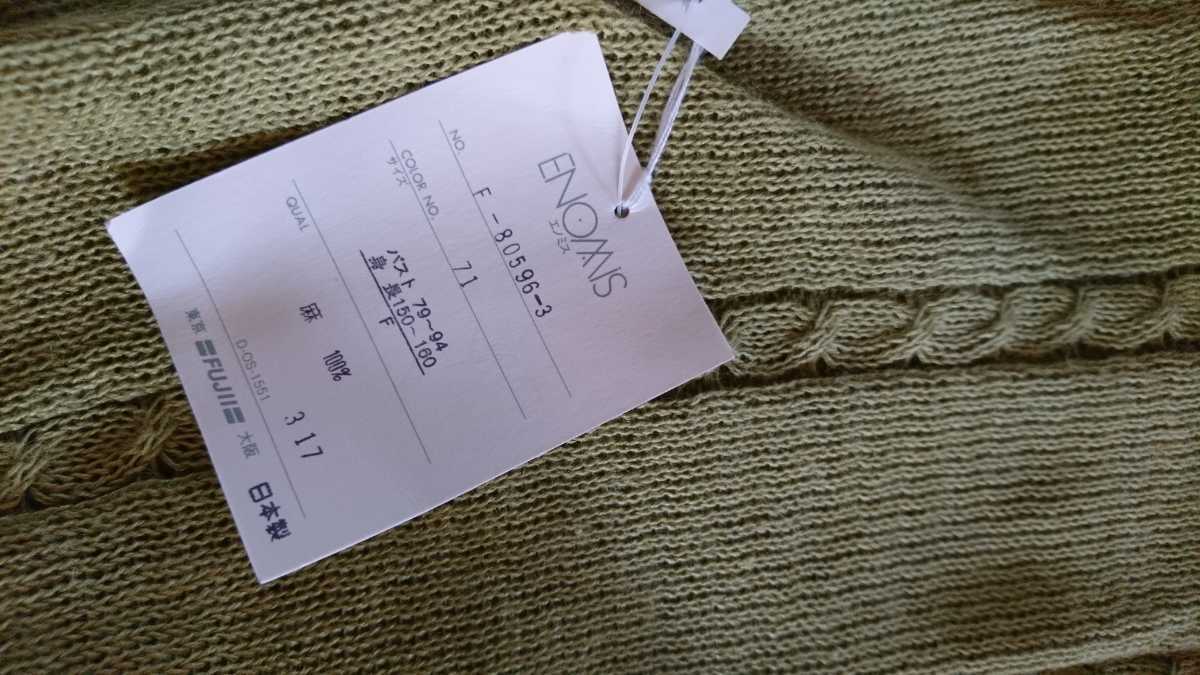 ENOMIS
エノミス
NO. F-80596-3
COLOR NO. 71
サイズ
バスト 79~94
身 長150~160
F
QUAL
麻 100%
317
D-OS-1551
東京 FUJII 大阪 日本製